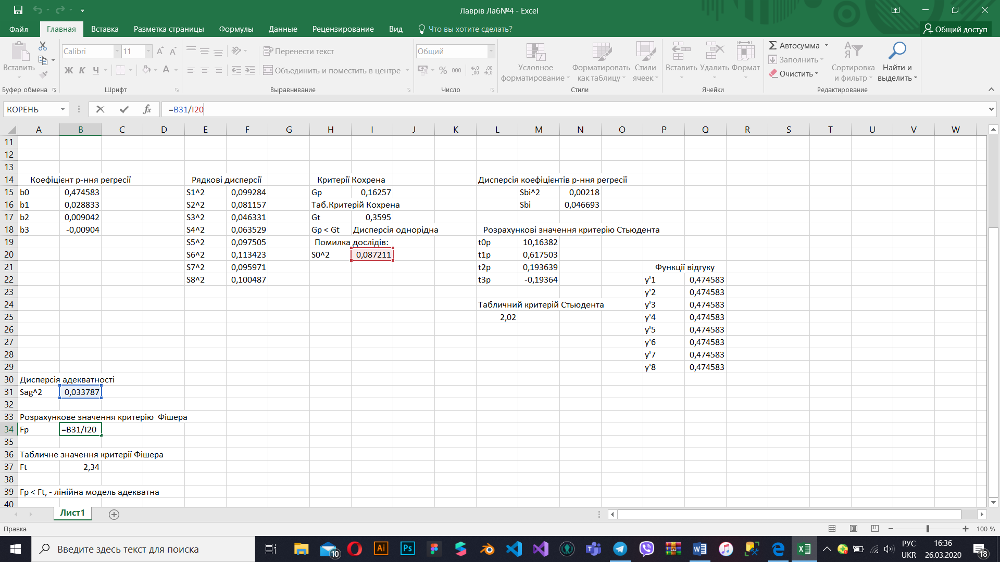 Лаврів Лаб№4 - Excel
Файл Главная Вставка Разметка страницы Формулы Данные Рецензирование Вид Что вы хотите сделать? Общий доступ
Вставить
Calibri 11
Ж К Ч
Перенести текст
Объединить и поместить в центре
Общий
% 000
Условное форматирование
Форматировать как таблицу
Стили ячеек
Вставить Удалить Формат
Автосумма
Заполнить
Очистить
Сортировка и фильтр
Найти и выделить
Буфер обмена Шрифт Выравнивание Число Стили Ячейки Редактирование
КОРЕНЬ fx =B31/I20
A B C D E F G H I J K L M N O P Q R S T U V W
11
12
13
14 Коефіцієнт р-ння регресії Рядкові дисперсії Критерії Кохрена Дисперсія коефіцієнтів р-ння регресії
15 b0 0,474583 S1^2 0,099284 Gp 0,16257 Sbi^2 0,00218
16 b1 0,028833 S2^2 0,081157 Таб.Критерій Кохрена Sbi 0,046693
17 b2 0,009042 S3^2 0,046331 Gt 0,3595
18 b3 -0,00904 S4^2 0,063529 Gp < Gt Дисперсія однорідна Розрахункові значення критерію Стьюдента
19 S5^2 0,097505 Помилка дослідів: t0p 10,16382
20 S6^2 0,113423 S0^2 0,087211 t1p 0,617503
21 S7^2 0,095971 t2p 0,193639 Функції відгуку
22 S8^2 0,100487 t3p -0,19364 y'1 0,474583
23 y'2 0,474583
24 Табличний критерій Стьюдента y'3 0,474583
25 2,02 y'4 0,474583
26 y'5 0,474583
27 y'6 0,474583
28 y'7 0,474583
29 y'8 0,474583
30 Дисперсія адекватності
31 Sag^2 0,033787
32
33 Розрахункове значення критерію Фішера
34 Fp =B31/I20
35
36 Табличне значення критерії Фішера
37 Ft 2,34
38
39 Fp < Ft, - лінійна модель адекватна
40
Лист1
Правка 100 %
Введите здесь текст для поиска
10
РУС
UKR
16:36
26.03.2020
18